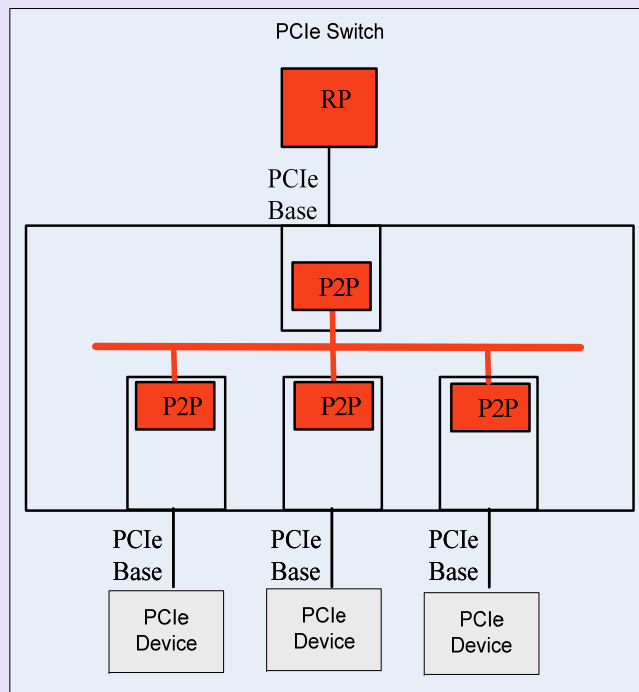 PCIe Switch
RP
PCIe
Base
P2P
P2P
P2P
P2P
PCIe
Base
PCIe
Base
PCIe
Base
PCIe
Device
PCIe
Device
PCIe
Device